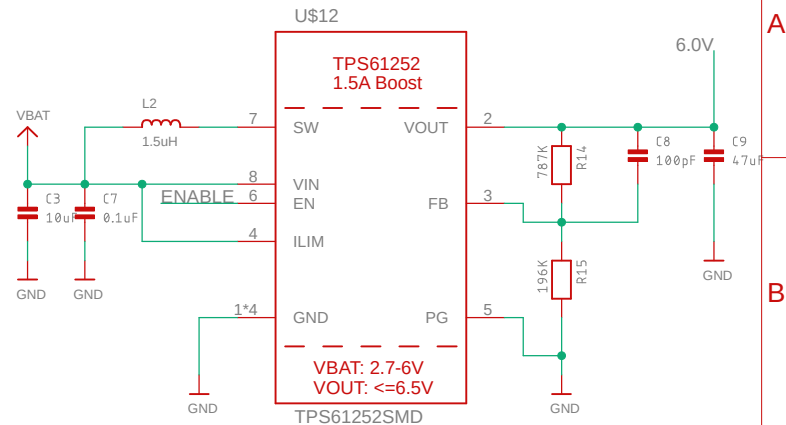 U$12
A
6.0V
TPS61252
1.5A Boost
L2
VBAT
7
2
SW
VOUT
1.5uH
787K
R14
C8
100pF
C9
47uF
8
VIN
ENABLE
6
EN
3
FB
C3
10uF
C7
0.1uF
4
ILIM
196K
R15
GND
GND
GND
B
1*4
GND
PG
5
VBAT: 2.7-6V
VOUT: <=6.5V
GND
GND
TPS61252SMD